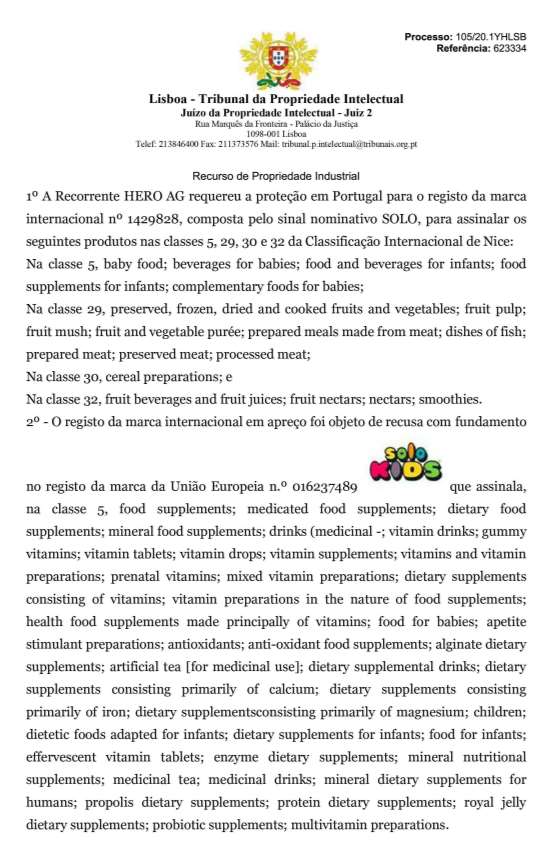 Processo: 105/20.1YHLSB
Referência: 623334
Lisboa - Tribunal da Propriedade Intelectual
Juízo da Propriedade Intelectual - Juiz 2
Rua Marquês da Fronteira - Palácio da Justiça
1098-001 Lisboa
Telef: 213846400 Fax: 211373576 Mail: tribunal.p.intelectual@tribunais.org.pt
Recurso de Propriedade Industrial
1º A Recorrente HERO AG requereu a proteção em Portugal para o registo da marca
internacional nº 1429828, composta pelo sinal nominativo SOLO, para assinalar os
seguintes produtos nas classes 5, 29, 30 e 32 da Classificação Internacional de Nice:
Na classe 5, baby food; beverages for babies; food and beverages for infants; food
supplements for infants; complementary foods for babies;
Na classe 29, preserved, frozen, dried and cooked fruits and vegetables; fruit pulp;
fruit mush; fruit and vegetable purée; prepared meals made from meat; dishes of fish;
prepared meat; preserved meat; processed meat;
Na classe 30, cereal preparations; e
Na classe 32, fruit beverages and fruit juices; fruit nectars; nectars; smoothies.
2º - O registo da marca internacional em apreço foi objeto de recusa com fundamento
solo
KIDS
no registo da marca da União Europeia n.º 016237489 que assinala,
na classe 5, food supplements; medicated food supplements; dietary food
supplements; mineral food supplements; drinks (medicinal -; vitamin drinks; gummy
vitamins; vitamin tablets; vitamin drops; vitamin supplements; vitamins and vitamin
preparations; prenatal vitamins; mixed vitamin preparations; dietary supplements
consisting of vitamins; vitamin preparations in the nature of food supplements;
health food supplements made principally of vitamins; food for babies; apetite
stimulant preparations; antioxidants; anti-oxidant food supplements; alginate dietary
supplements; artificial tea [for medicinal use]; dietary supplemental drinks; dietary
supplements consisting primarily of calcium; dietary supplements consisting
primarily of iron; dietary supplementsconsisting primarily of magnesium; children;
dietetic foods adapted for infants; dietary supplements for infants; food for infants;
effervescent vitamin tablets; enzyme dietary supplements; mineral nutritional
supplements; medicinal tea; medicinal drinks; mineral dietary supplements for
humans; propolis dietary supplements; protein dietary supplements; royal jelly
dietary supplements; probiotic supplements; multivitamin preparations.